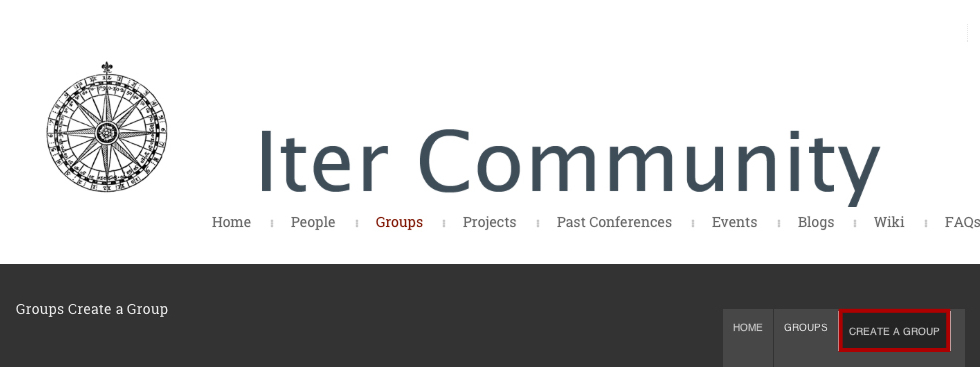 Iter Community
Home People Groups Projects Past Conferences Events Blogs Wiki FAQs
Groups Create a Group
HOME GROUPS CREATE A GROUP